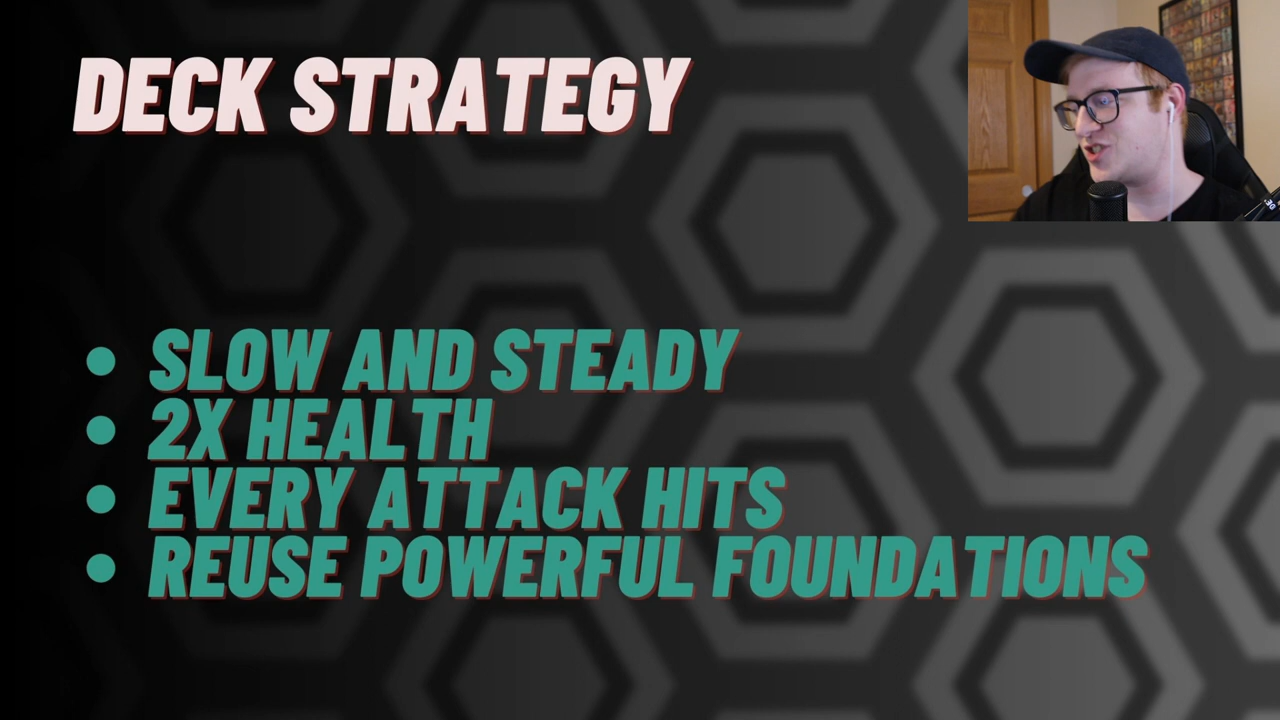 DECK STRATEGY
• SLOW AND STEADY
• 2X HEALTH
• EVERY ATTACK HITS
• REUSE POWERFUL FOUNDATIONS